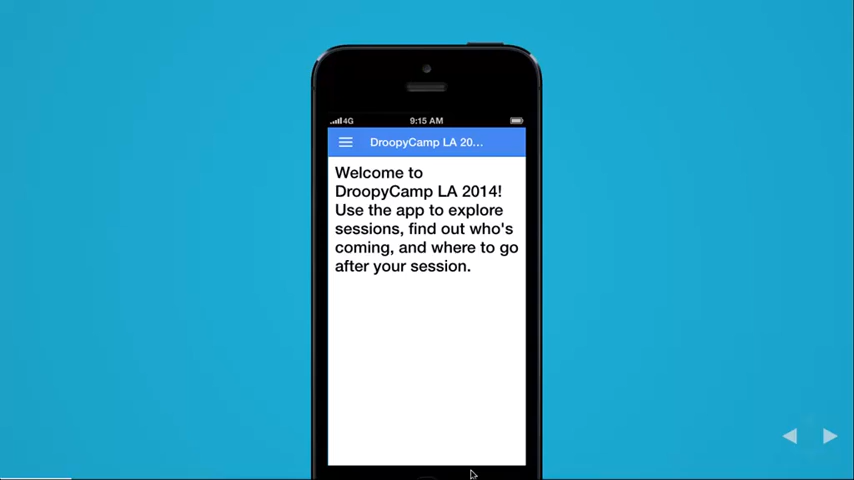 4G 9:15 AM
DroopyCamp LA 20...
Welcome to
DroopyCamp LA 2014!
Use the app to explore
sessions, find out who's
coming, and where to go
after your session.